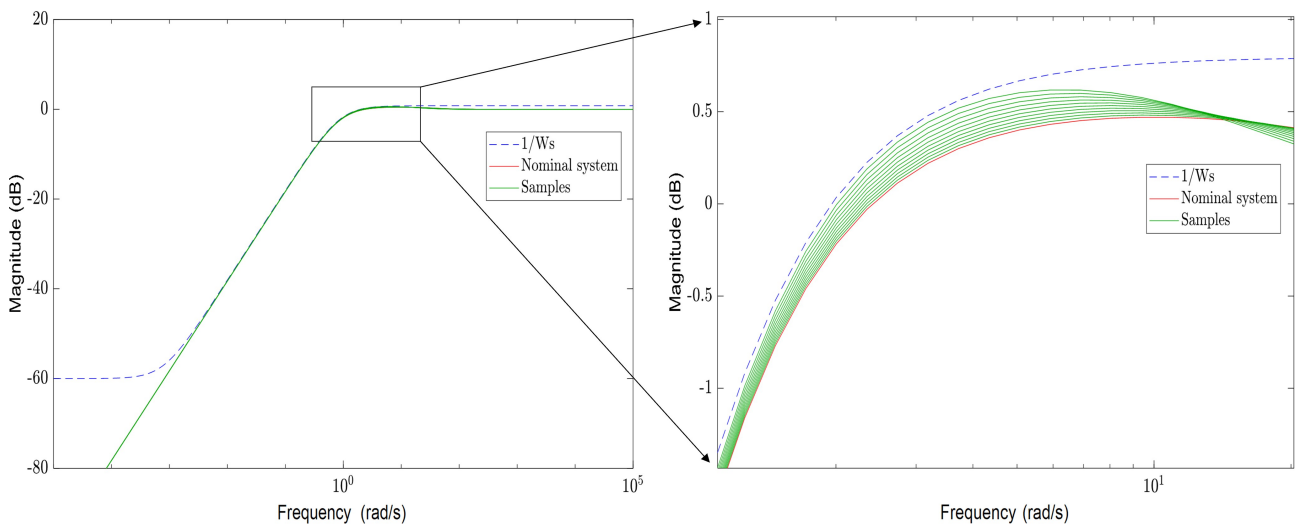 20
0
-20
-40
-60
-80
10^0
10^5
Magnitude (dB)
Frequency (rad/s)
1/Ws
Nominal system
Samples
1
0.5
0
-0.5
-1
10^1
Magnitude (dB)
Frequency (rad/s)
1/Ws
Nominal system
Samples